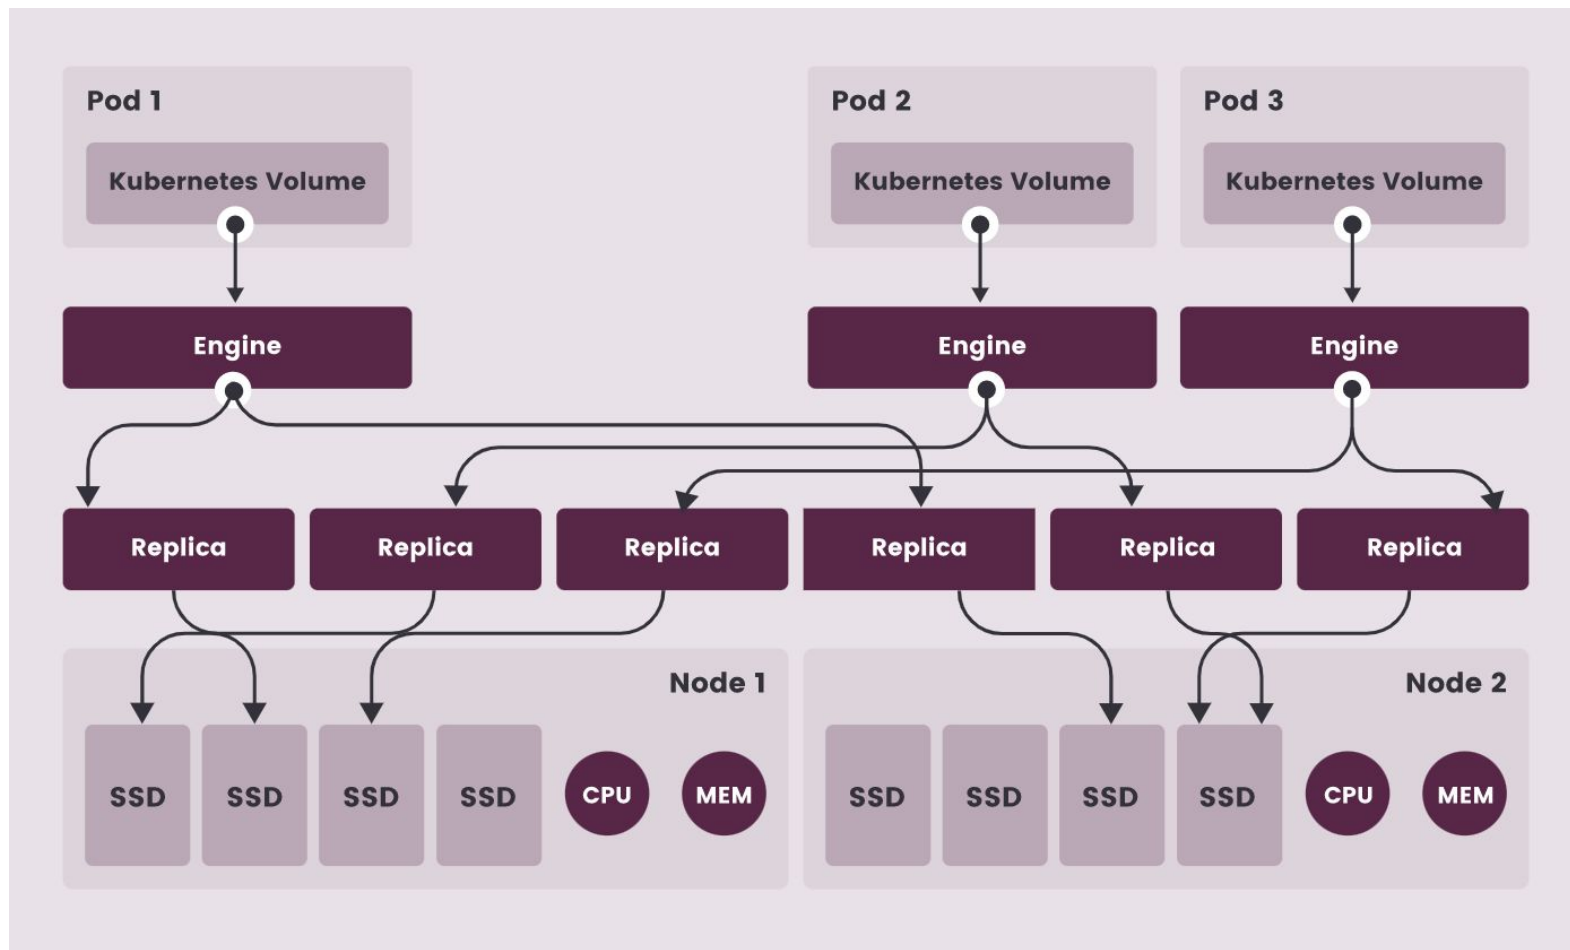 Pod 1
Pod 2
Pod 3
Kubernetes Volume
Kubernetes Volume
Kubernetes Volume
Engine
Engine
Engine
Replica
Replica
Replica
Replica
Replica
Replica
Node 1
Node 2
SSD
SSD
SSD
SSD
CPU
MEM
SSD
SSD
SSD
SSD
CPU
MEM